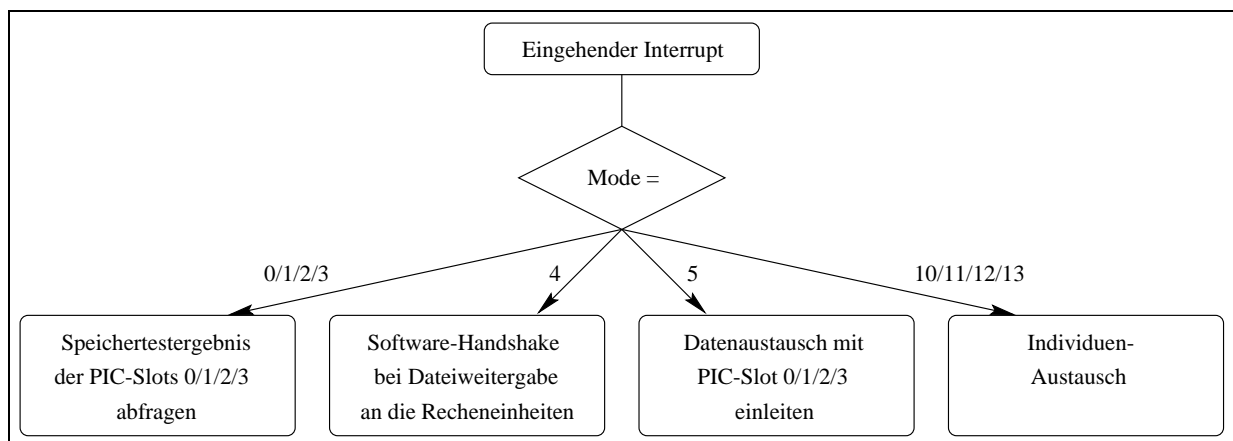 Eingehender Interrupt
Mode =
0/1/2/3
4
5
10/11/12/13
Speichertestergebnis
der PIC-Slots 0/1/2/3
abfragen
Software-Handshake
bei Dateiweitergabe
an die Recheneinheiten
Datenaustausch mit
PIC-Slot 0/1/2/3
einleiten
Individuen-
Austausch